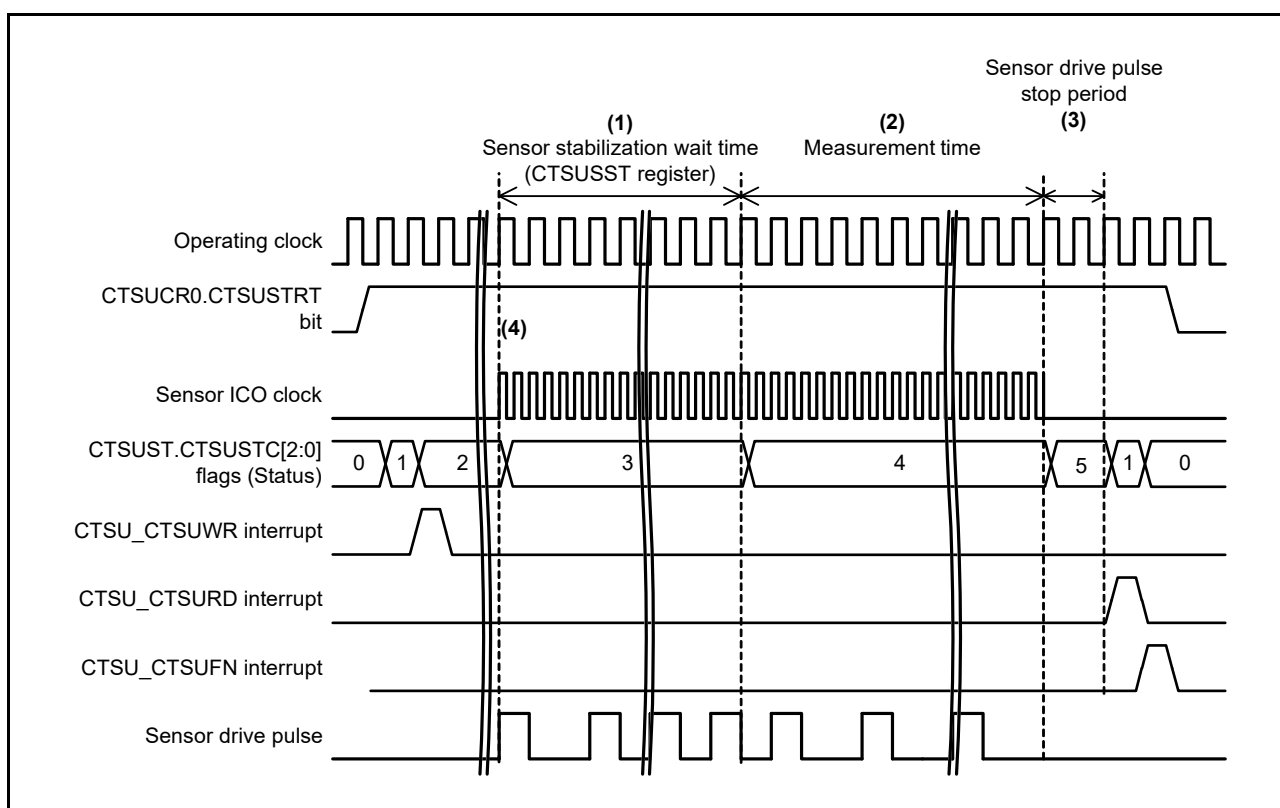 Sensor drive pulse
stop period
(3)
(1)
Sensor stabilization wait time
(CTSUSST register)
(2)
Measurement time
Operating clock
CTSUCR0.CTSUSTRT
bit
(4)
Sensor ICO clock
CTSUST.CTSUSTC[2:0]
flags (Status)
0 1 2 3 4 5 1 0
CTSU_CTSUWR interrupt
CTSU_CTSURD interrupt
CTSU_CTSUFN interrupt
Sensor drive pulse